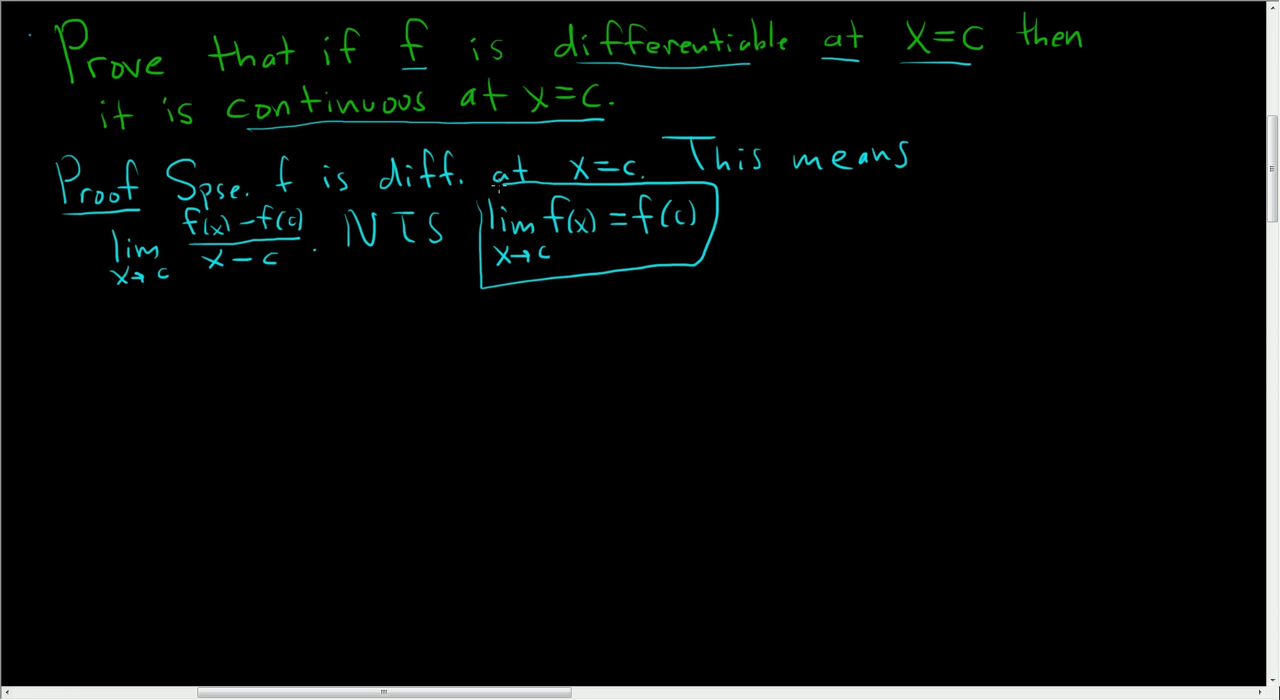 Prove that if f is differentiable at x=c then
it is continuous at x=c.
Proof Spse. f is diff. at x=c. This means
lim x→c f(x)-f(c) / x-c . NTS lim x→c f(x) = f(c)